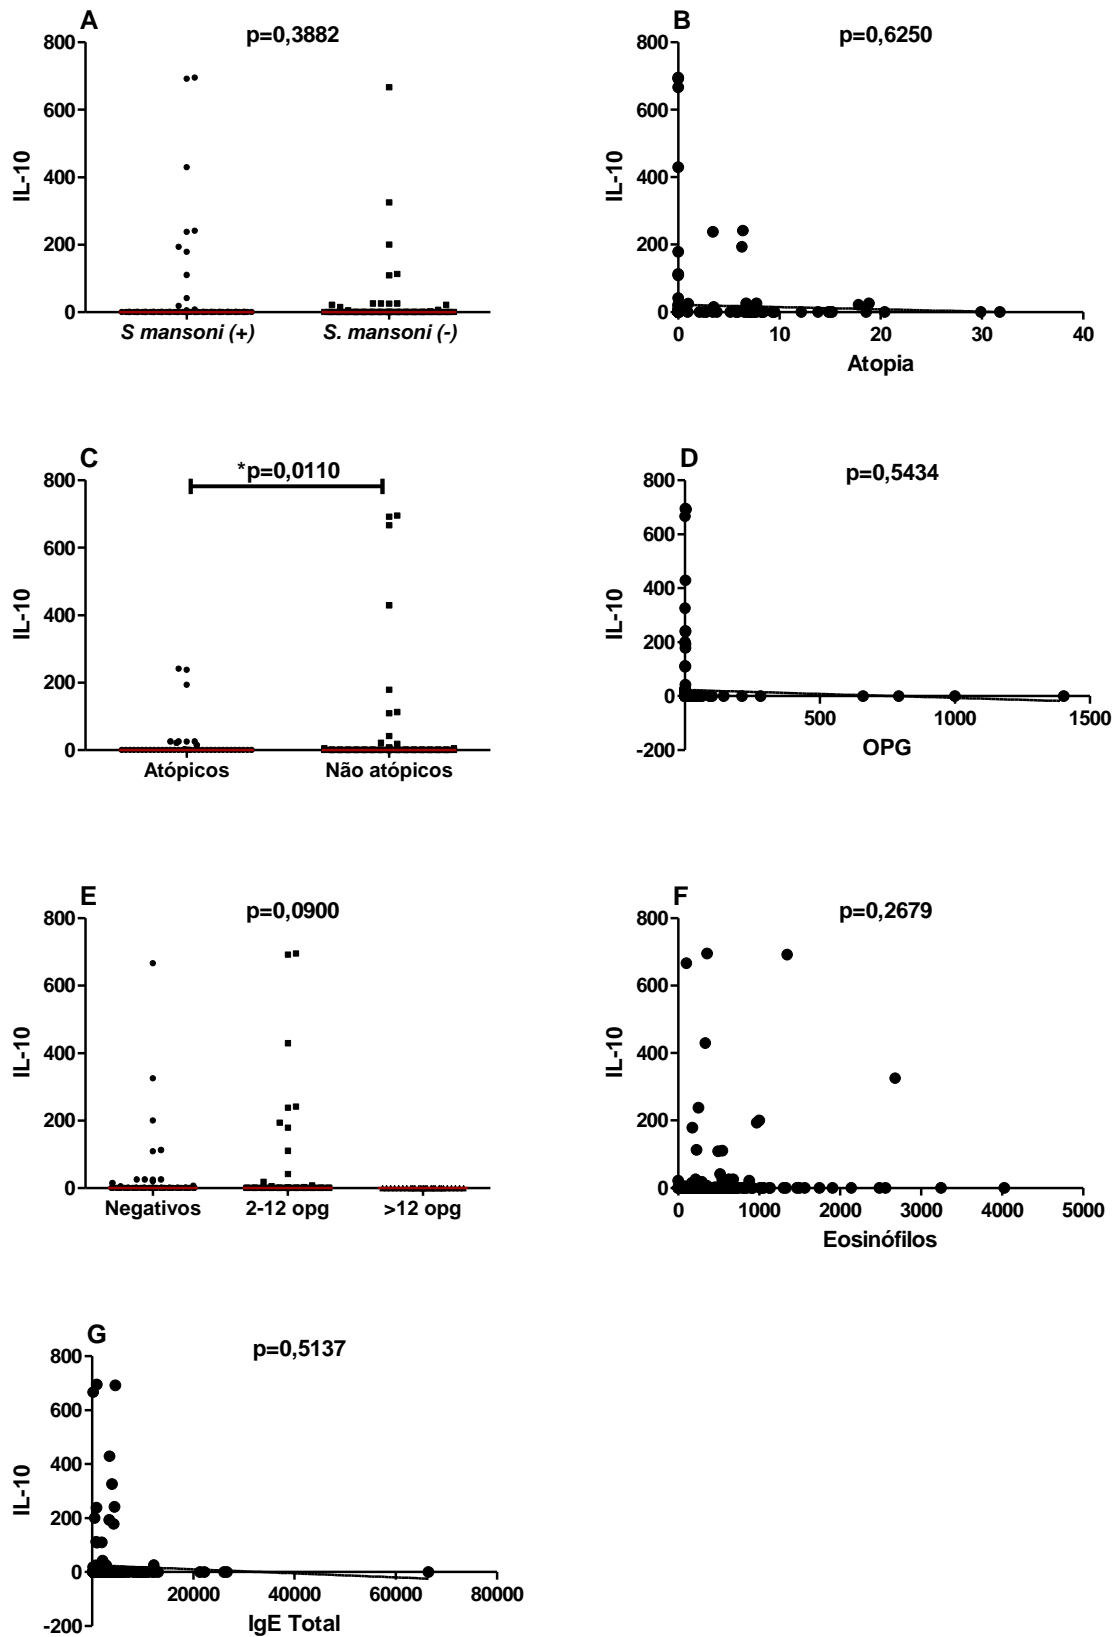 A
p=0,3882
800
600
400
200
0
IL-10
S mansoni (+)
S. mansoni (-)
B
p=0,6250
800
600
400
200
0
IL-10
0 10 20 30 40
Atopia
C
*p=0,0110
800
600
400
200
0
IL-10
Atópicos
Não atópicos
D
p=0,5434
800
600
400
200
0
-200
IL-10
500 1000 1500
OPG
E
p=0,0900
800
600
400
200
0
IL-10
Negativos
2-12 opg
>12 opg
F
p=0,2679
800
600
400
200
0
IL-10
0 1000 2000 3000 4000 5000
Eosinófilos
G
p=0,5137
800
600
400
200
0
-200
IL-10
20000 40000 60000 80000
IgE Total